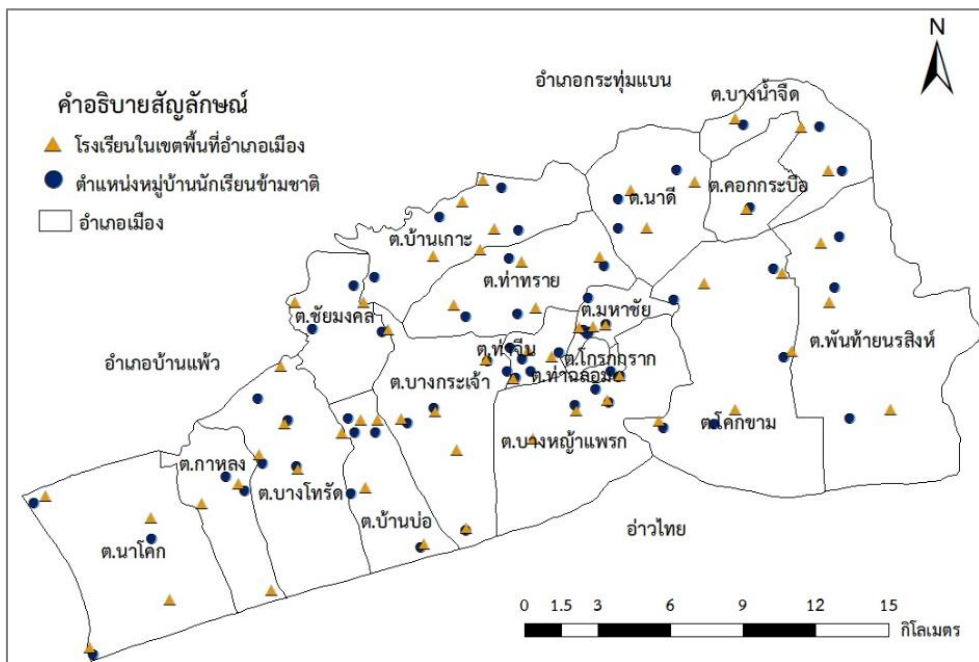 N
อำเภอกระทุ่มแบน
ต.บางน้ำจืด
คำอธิบายสัญลักษณ์
โรงเรียนในเขตพื้นที่อำเภอเมือง
ตำแหน่งหมู่บ้านนักเรียนข้ามชาติ
อำเภอเมือง
ต.คอกกระบือ
ต.นาดี
ต.บ้านเกาะ
ต.ท่าทราย
ต.มหาชัย
ต.ชัยมงคล
ต.พันท้ายนรสิงห์
ต.ท่าจีน
ต.โกรกกราก
อำเภอบ้านแพ้ว
ต.บางกระเจ้า
ต.ท่าฉลอม
ต.โคกขาม
ต.บางหญ้าแพรก
ต.กาหลง
ต.บางโทรัด
ต.บ้านบ่อ
อ่าวไทย
ต.นาโคก
0 1.5 3 6 9 12 15
กิโลเมตร